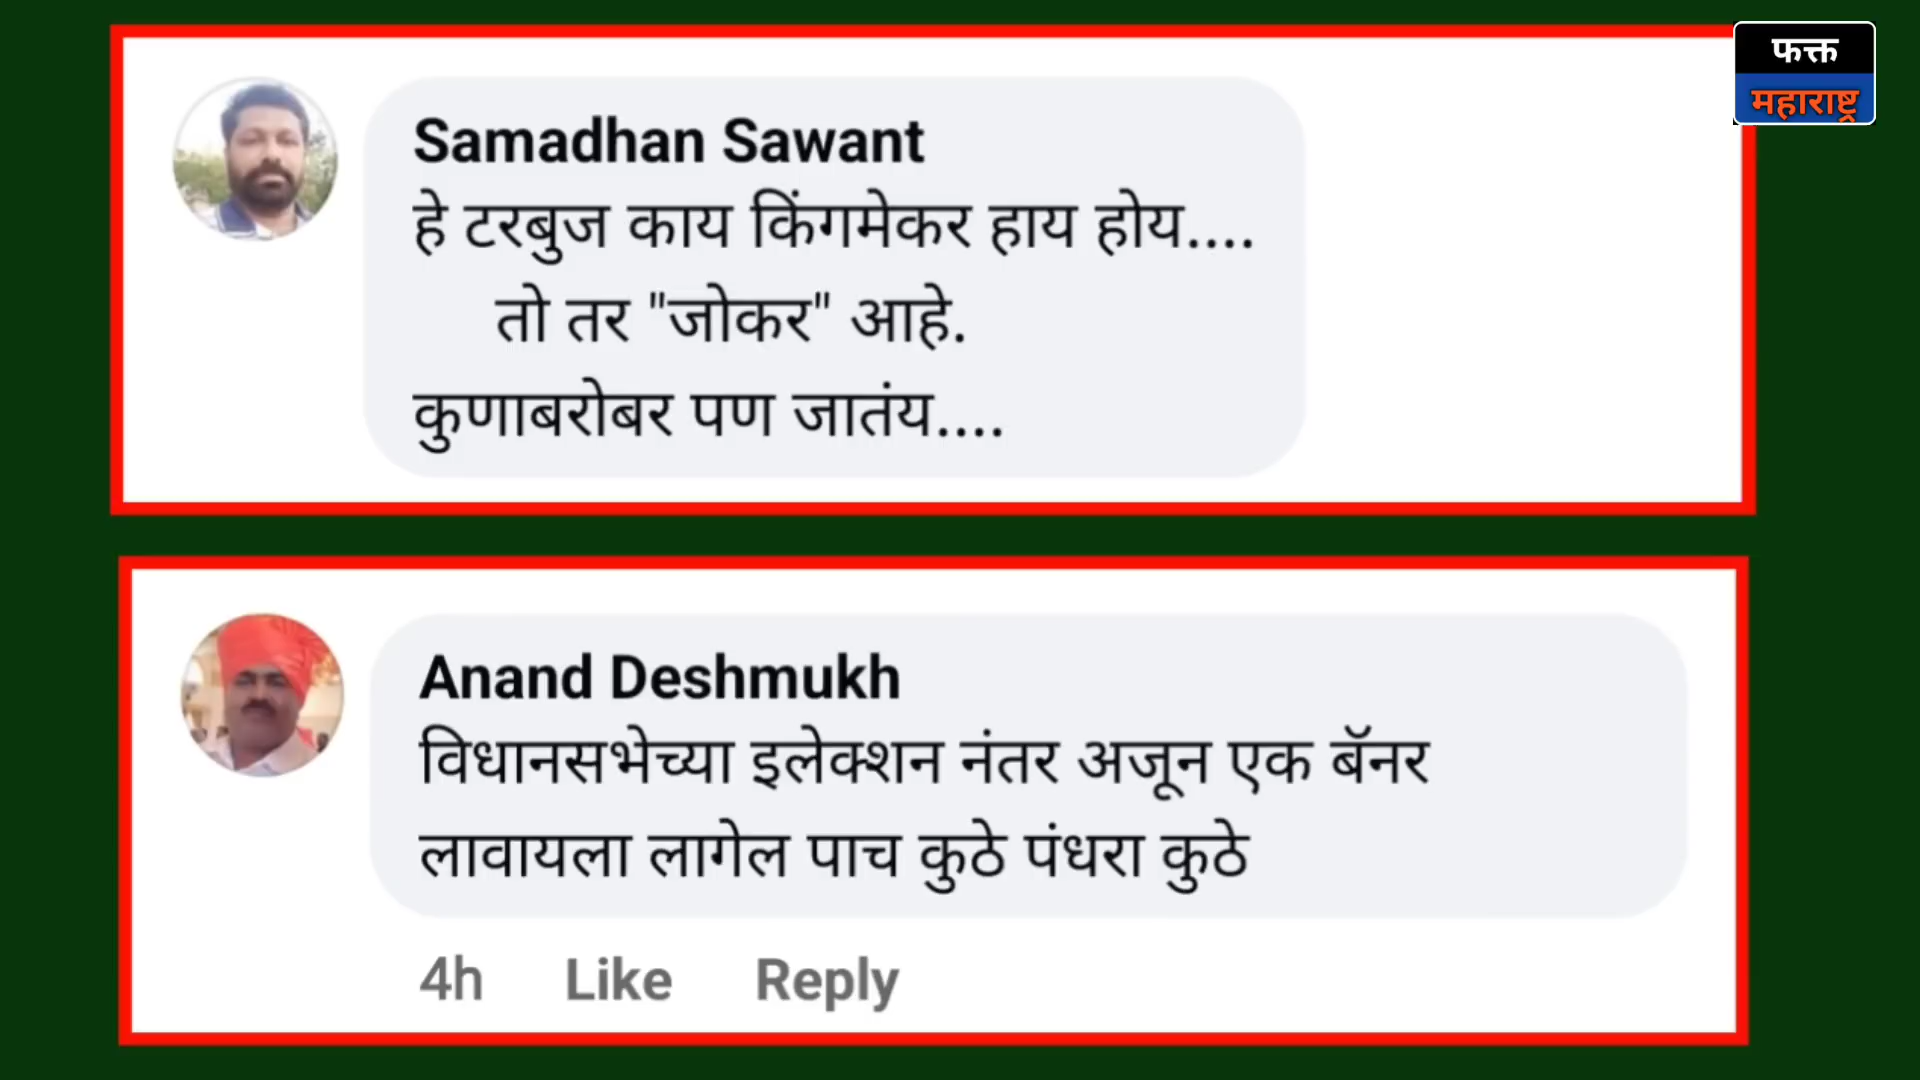 फक्त
महाराष्ट्र
Samadhan Sawant
हे टरबुज काय किंगमेकर हाय होय....
तो तर "जोकर" आहे.
कुणाबरोबर पण जातंय....
Anand Deshmukh
विधानसभेच्या इलेक्शन नंतर अजून एक बॅनर
लावायला लागेल पाच कुठे पंधरा कुठे
4h Like Reply